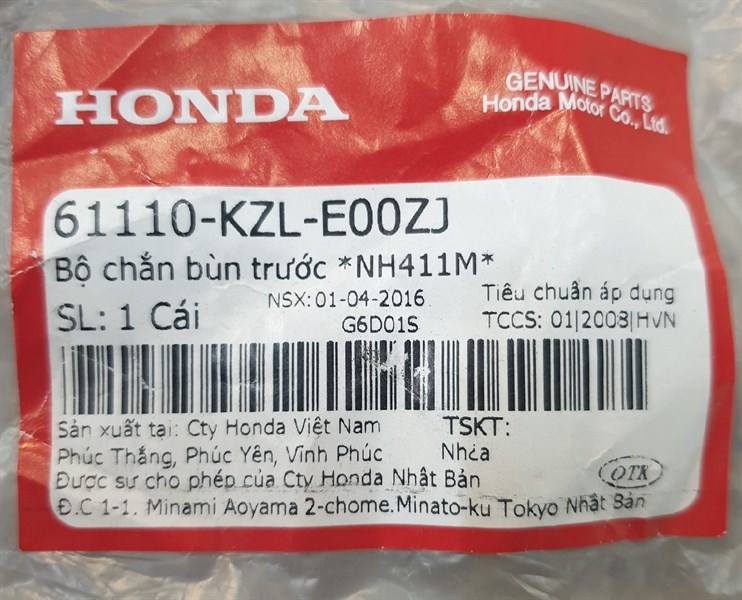 HONDA
GENUINE PARTS
Honda Motor Co., Ltd.
61110-KZL-E00ZJ
Bộ chắn bùn trước *NH411M*
SL: 1 Cái
NSX: 01-04-2016
G6D01S
Tiêu chuẩn áp dụng
TCCS: 01|2008|HVN
Sản xuất tại: Cty Honda Việt Nam
Phúc Thắng, Phúc Yên, Vĩnh Phúc
Được sự cho phép của Cty Honda Nhật Bản
Đ.C 1-1. Minami Aoyama 2-chome.Minato-ku Tokyo Nhật Bản
TSKT:
Nhựa
QTK